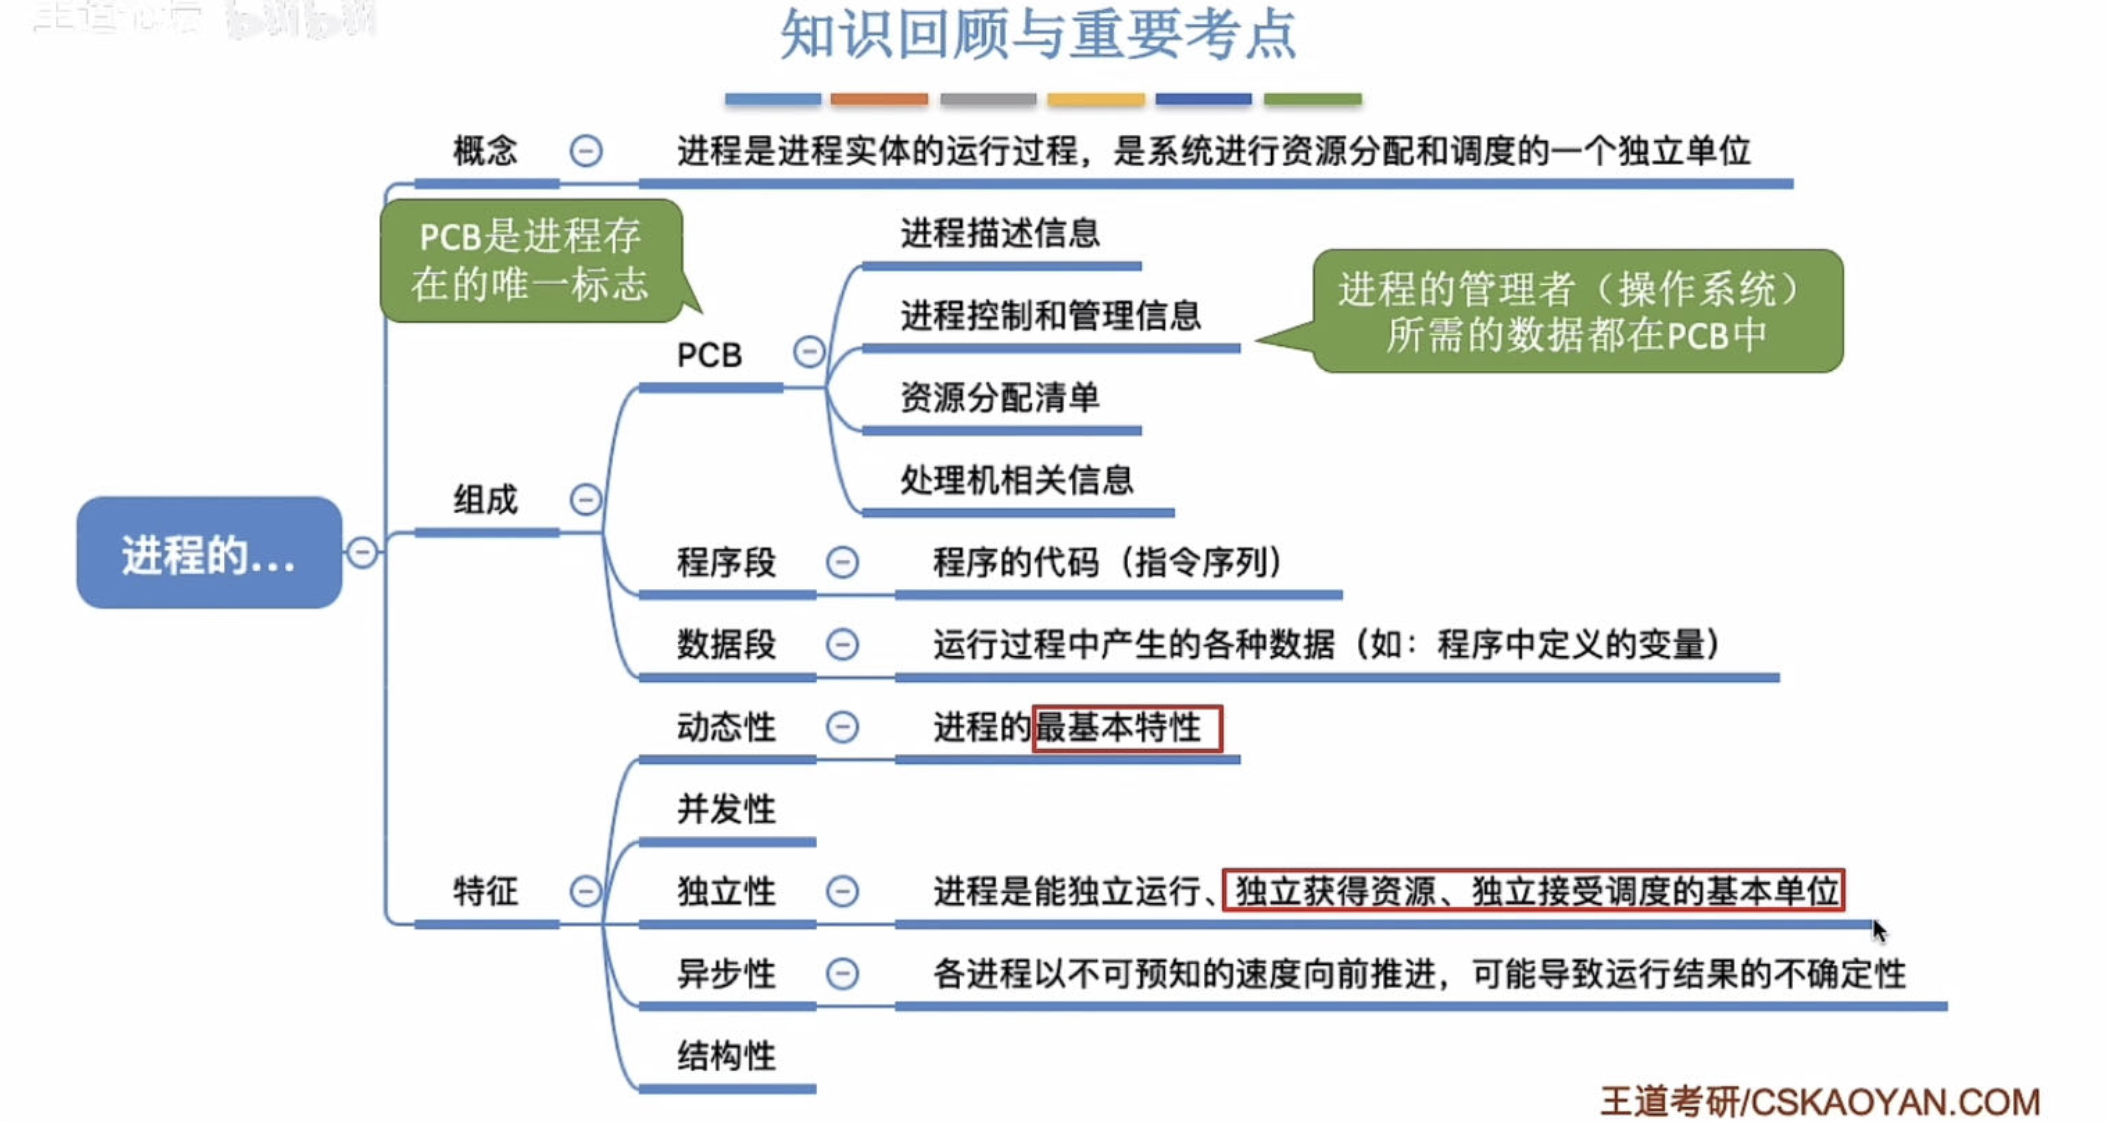 知识回顾与重要考点
概念
进程是进程实体的运行过程，是系统进行资源分配和调度的一个独立单位
PCB是进程存
在的唯一标志
进程描述信息
进程控制和管理信息
进程的管理者（操作系统）
所需的数据都在PCB中
PCB
资源分配清单
处理机相关信息
组成
进程的...
程序段
程序的代码（指令序列）
数据段
运行过程中产生的各种数据（如：程序中定义的变量）
动态性
进程的最基本特性
并发性
特征
独立性
进程是能独立运行、独立获得资源、独立接受调度的基本单位
异步性
各进程以不可预知的速度向前推进，可能导致运行结果的不确定性
结构性
王道考研/CSKAOYAN.COM